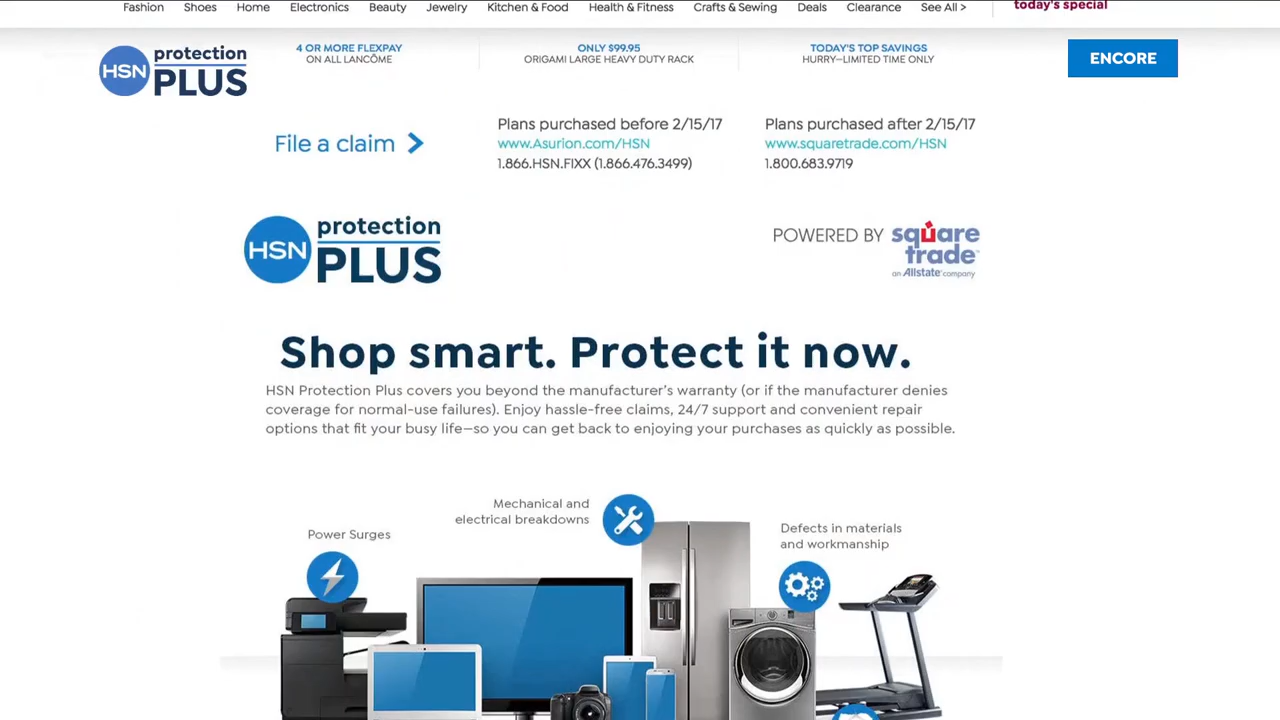 Fashion Shoes Home Electronics Beauty Jewelry Kitchen & Food Health & Fitness Crafts & Sewing Deals Clearance See All > today's special
HSN protection PLUS
4 OR MORE FLEXPAY
ON ALL LANCÔME
ONLY $99.95
ORIGAMI LARGE HEAVY DUTY RACK
TODAY'S TOP SAVINGS
HURRY—LIMITED TIME ONLY
ENCORE
File a claim
Plans purchased before 2/15/17
www.Asurion.com/HSN
1.866.HSN.FIXX (1.866.476.3499)
Plans purchased after 2/15/17
www.squaretrade.com/HSN
1.800.683.9719
HSN protection PLUS
POWERED BY square trade
an Allstate company
Shop smart. Protect it now.
HSN Protection Plus covers you beyond the manufacturer's warranty (or if the manufacturer denies
coverage for normal-use failures). Enjoy hassle-free claims, 24/7 support and convenient repair
options that fit your busy life—so you can get back to enjoying your purchases as quickly as possible.
Mechanical and
electrical breakdowns
Power Surges
Defects in materials
and workmanship